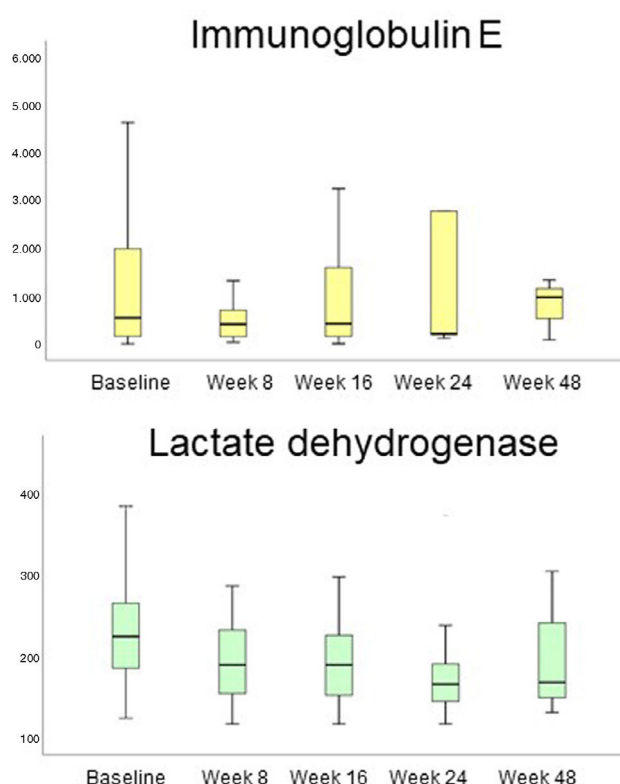 Immunoglobulin E
6.000
5.000
4.000
3.000
2.000
1.000
0
Baseline Week 8 Week 16 Week 24 Week 48
Lactate dehydrogenase
400
300
200
100
Baseline Week 8 Week 16 Week 24 Week 48